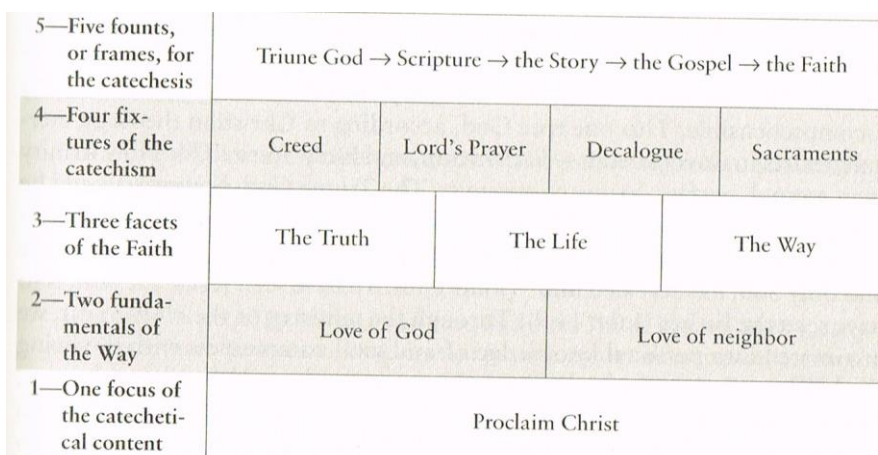 5—Five founts,
or frames, for
the catechesis
Triune God → Scripture → the Story → the Gospel → the Faith
4—Four fix-
tures of the
catechism
Creed
Lord's Prayer
Decalogue
Sacraments
3—Three facets
of the Faith
The Truth
The Life
The Way
2—Two funda-
mentals of
the Way
Love of God
Love of neighbor
1—One focus of
the catecheti-
cal content
Proclaim Christ